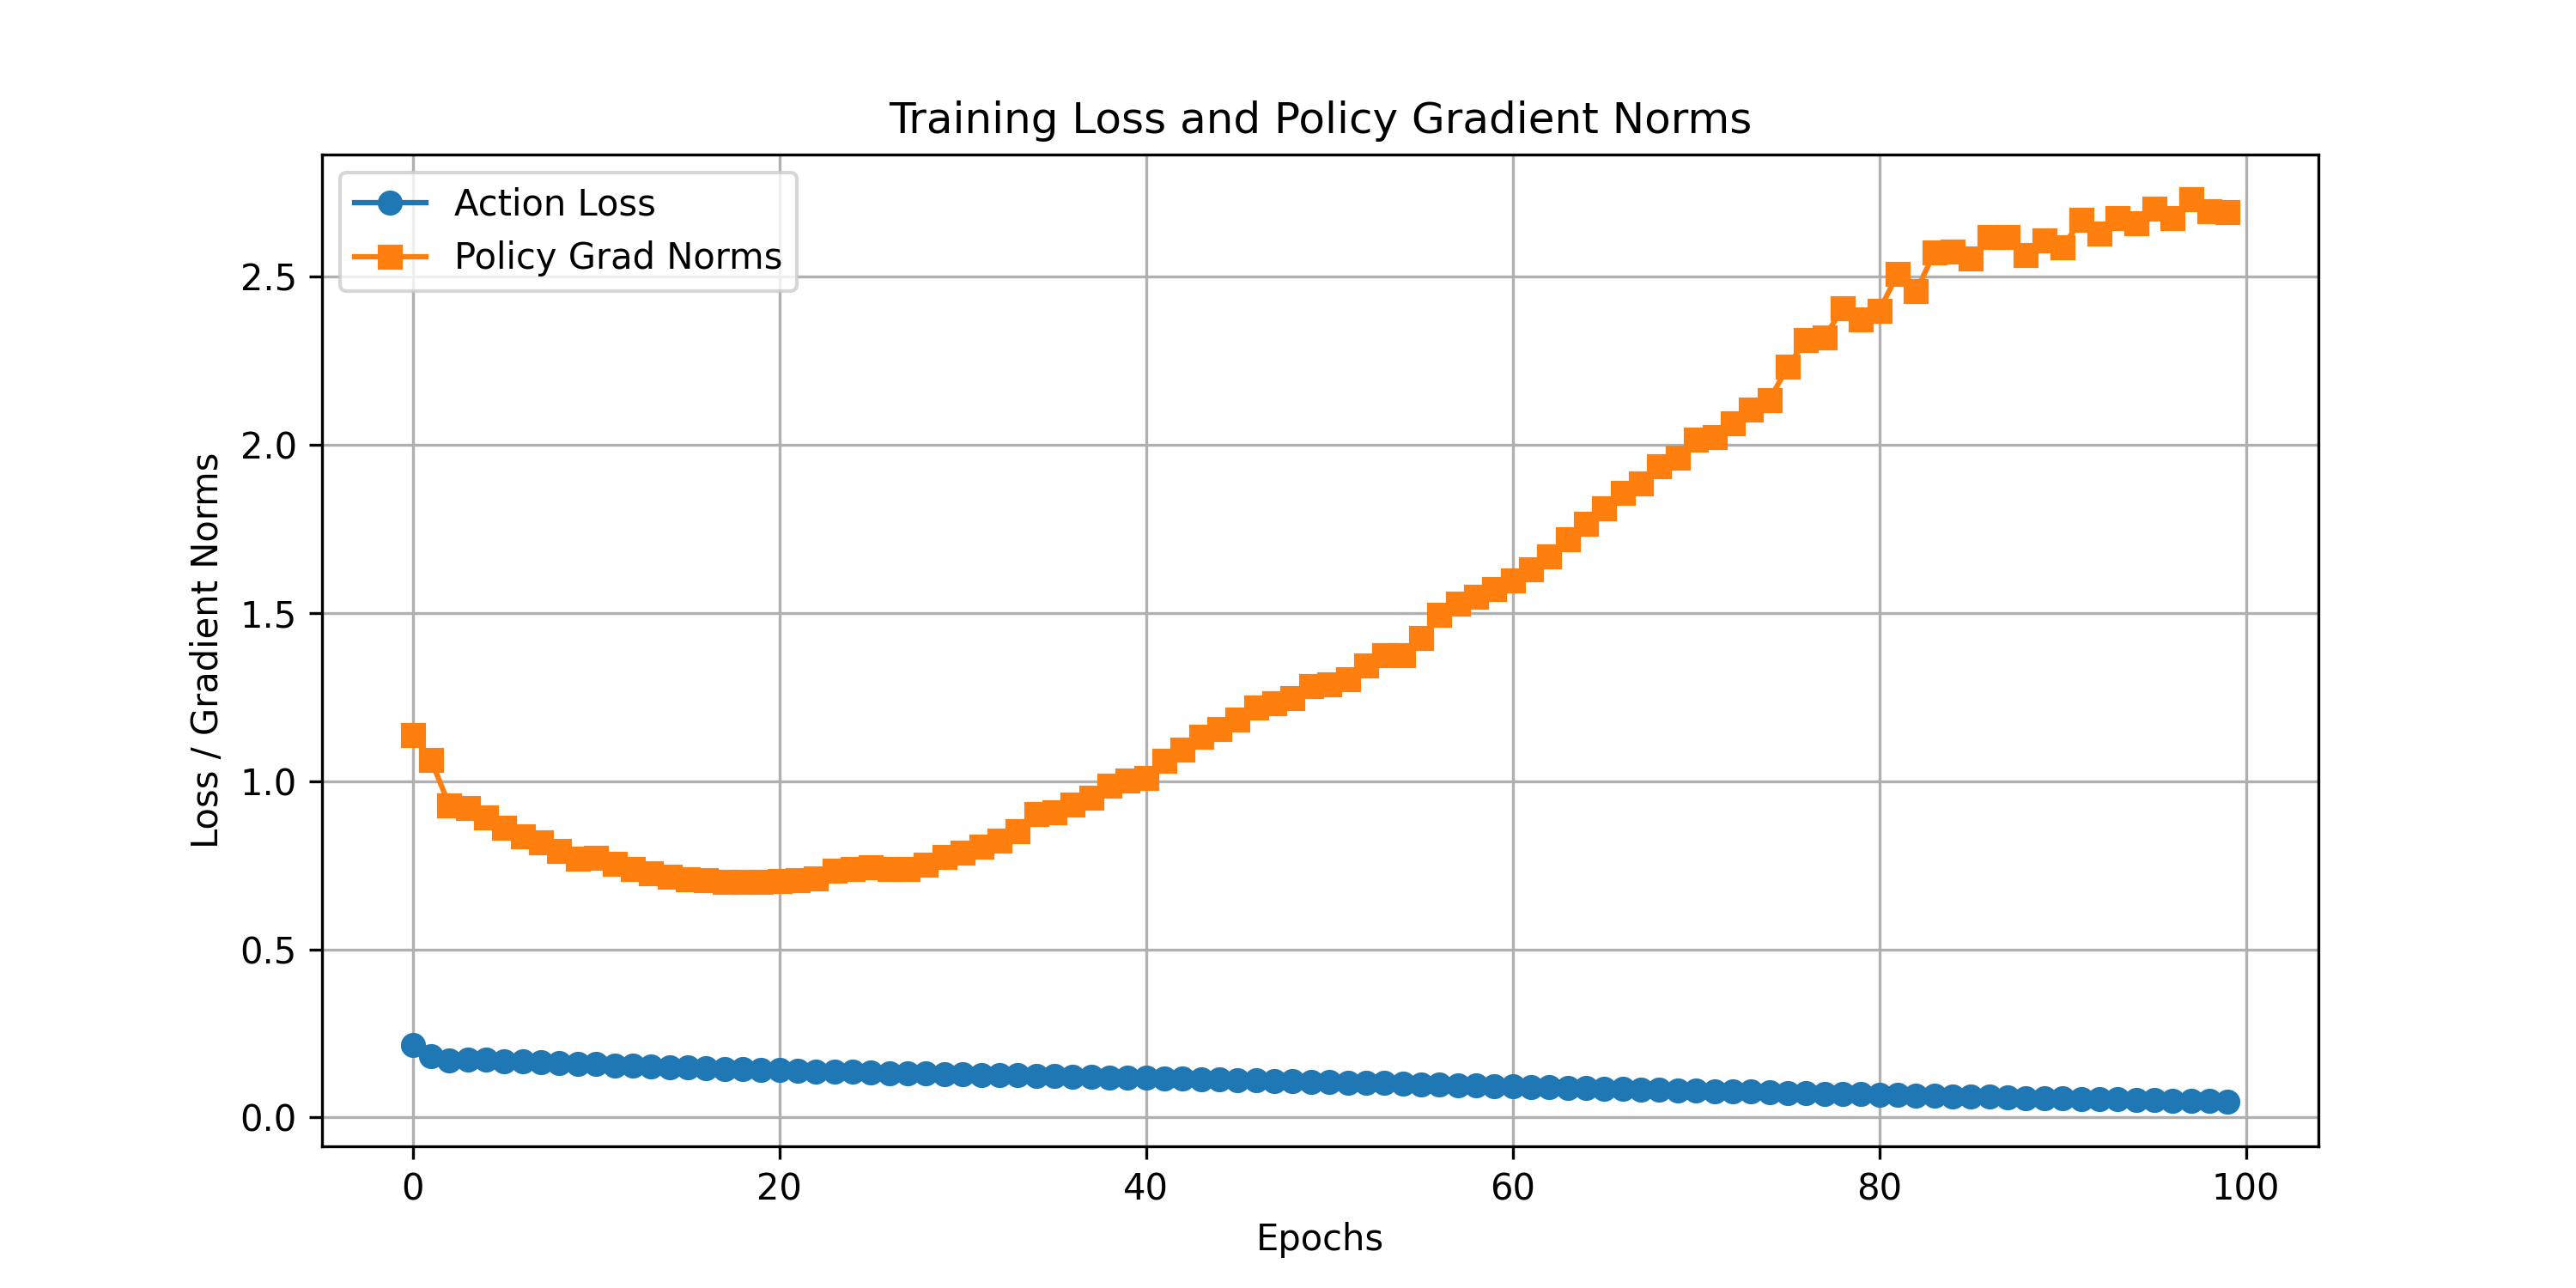 Training Loss and Policy Gradient Norms
Action Loss
Policy Grad Norms
Loss / Gradient Norms
2.5
2.0
1.5
1.0
0.5
0.0
0 20 40 60 80 100
Epochs